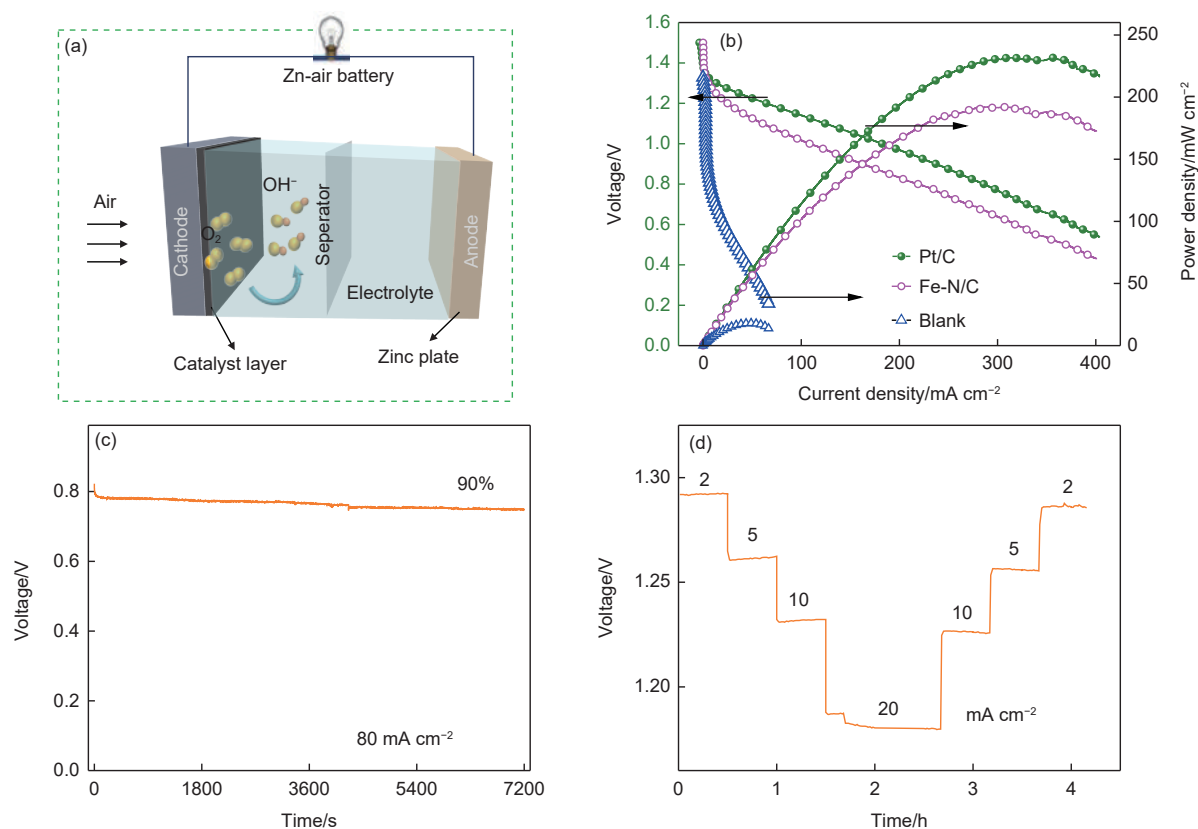 (a)
Zn-air battery
Air
Cathode
O₂
OH⁻
Seperator
Electrolyte
Anode
Catalyst layer
Zinc plate
(b)
1.6
1.4
1.2
1.0
0.8
0.6
0.4
0.2
0.0
Voltage/V
250
200
150
100
50
0
Power density/mW cm⁻²
Pt/C
Fe-N/C
Blank
0 100 200 300 400
Current density/mA cm⁻²
(c)
0.8
0.6
0.4
0.2
0.0
Voltage/V
90%
80 mA cm⁻²
0 1800 3600 5400 7200
Time/s
(d)
1.30
1.25
1.20
Voltage/V
2
5
10
20
10
5
2
mA cm⁻²
0 1 2 3 4
Time/h